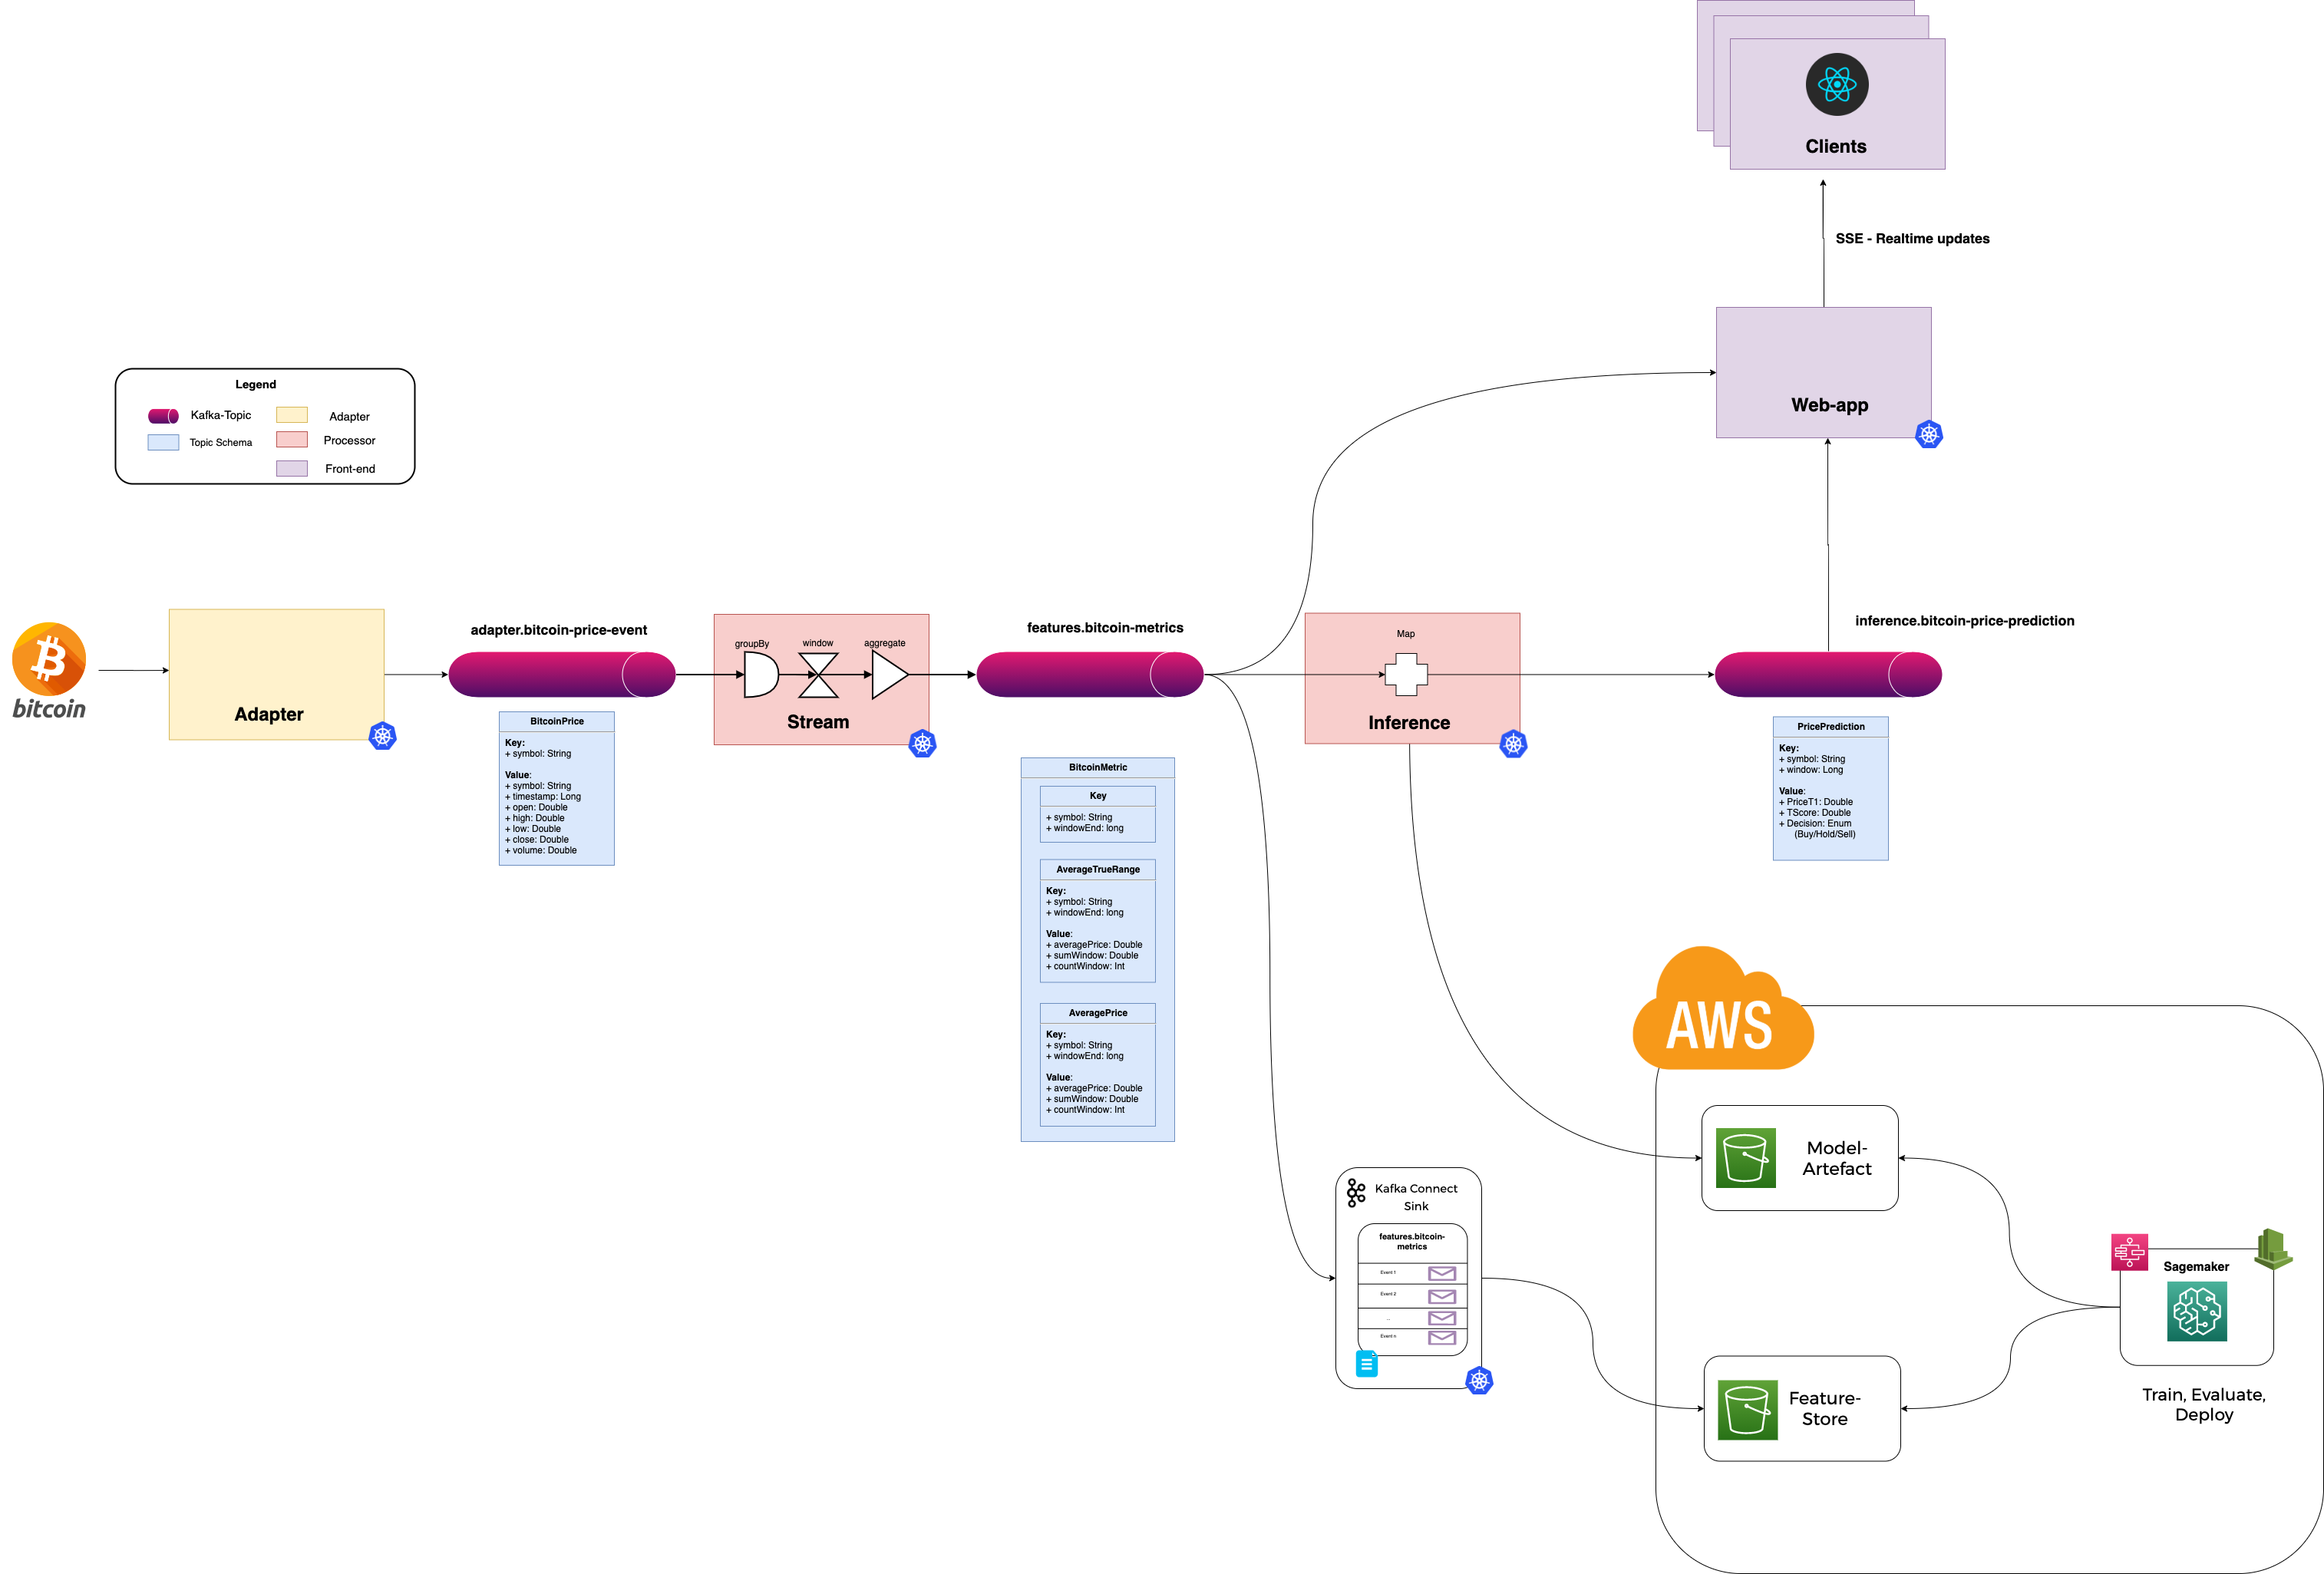 Clients
SSE - Realtime updates
Web-app
Legend
Kafka-Topic
Adapter
Topic Schema
Processor
Front-end
bitcoin
Adapter
adapter.bitcoin-price-event
BitcoinPrice
Key:
+ symbol: String
Value:
+ symbol: String
+ timestamp: Long
+ open: Double
+ high: Double
+ low: Double
+ close: Double
+ volume: Double
groupBy
window
aggregate
Stream
features.bitcoin-metrics
BitcoinMetric
Key
+ symbol: String
+ windowEnd: long
AverageTrueRange
Key:
+ symbol: String
+ windowEnd: long
Value:
+ averagePrice: Double
+ sumWindow: Double
+ countWindow: Int
AveragePrice
Key:
+ symbol: String
+ windowEnd: long
Value:
+ averagePrice: Double
+ sumWindow: Double
+ countWindow: Int
Map
Inference
inference.bitcoin-price-prediction
PricePrediction
Key:
+ symbol: String
+ window: Long
Value:
+ PriceT1: Double
+ TScore: Double
+ Decision: Enum
(Buy/Hold/Sell)
Kafka Connect
Sink
features.bitcoin-
metrics
Event 1
Event 2
...
Event n
AWS
Model-
Artefact
Feature-
Store
Sagemaker
Train, Evaluate,
Deploy